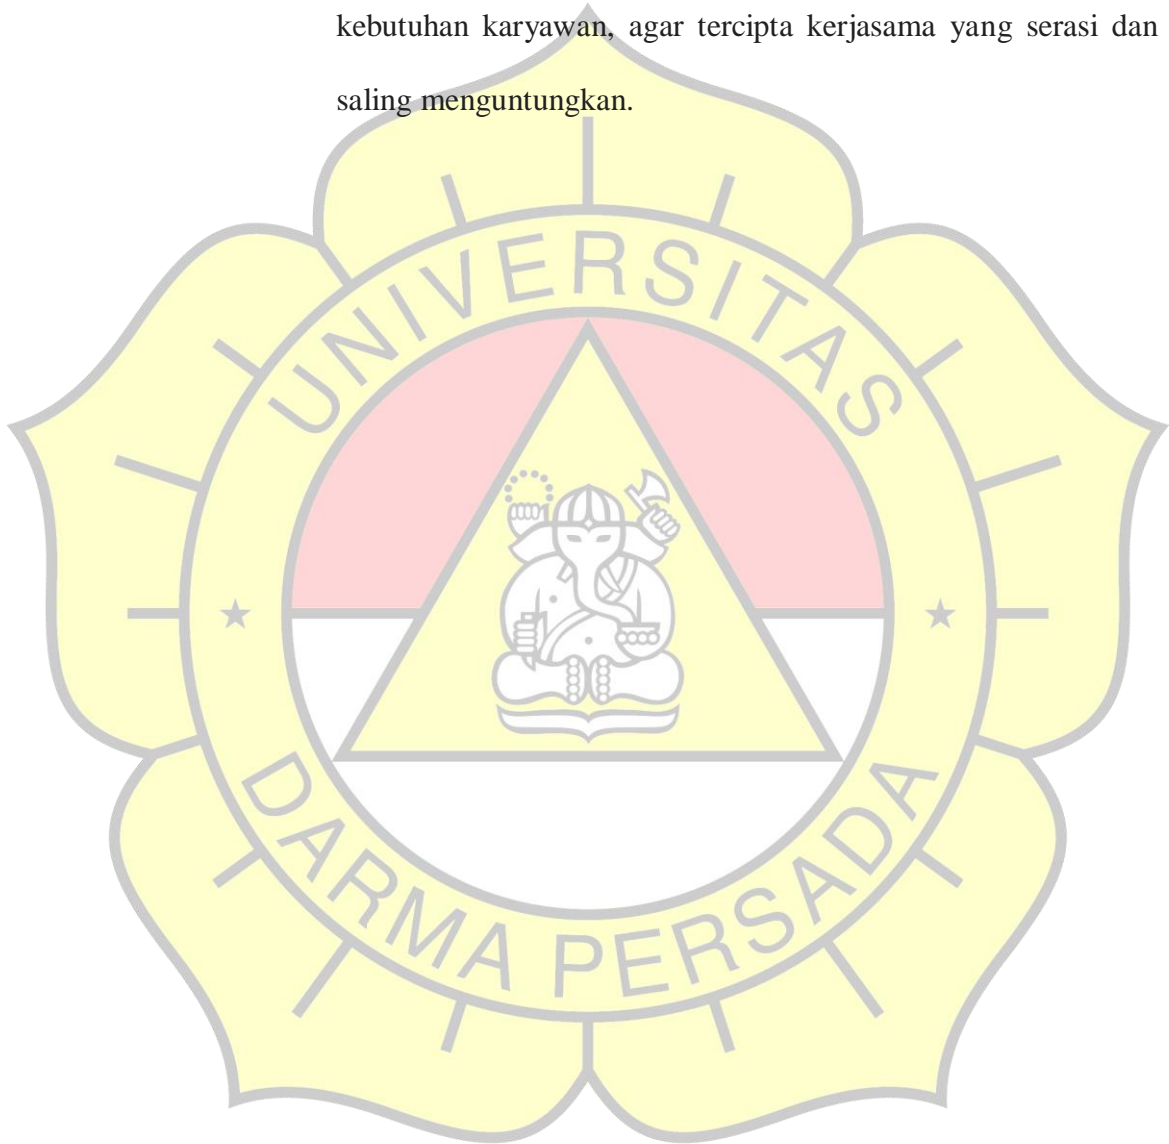 kebutuhan karyawan, agar tercipta kerjasama yang serasi dan
saling menguntungkan.
UNIVERSITAS
DARMA PERSADA